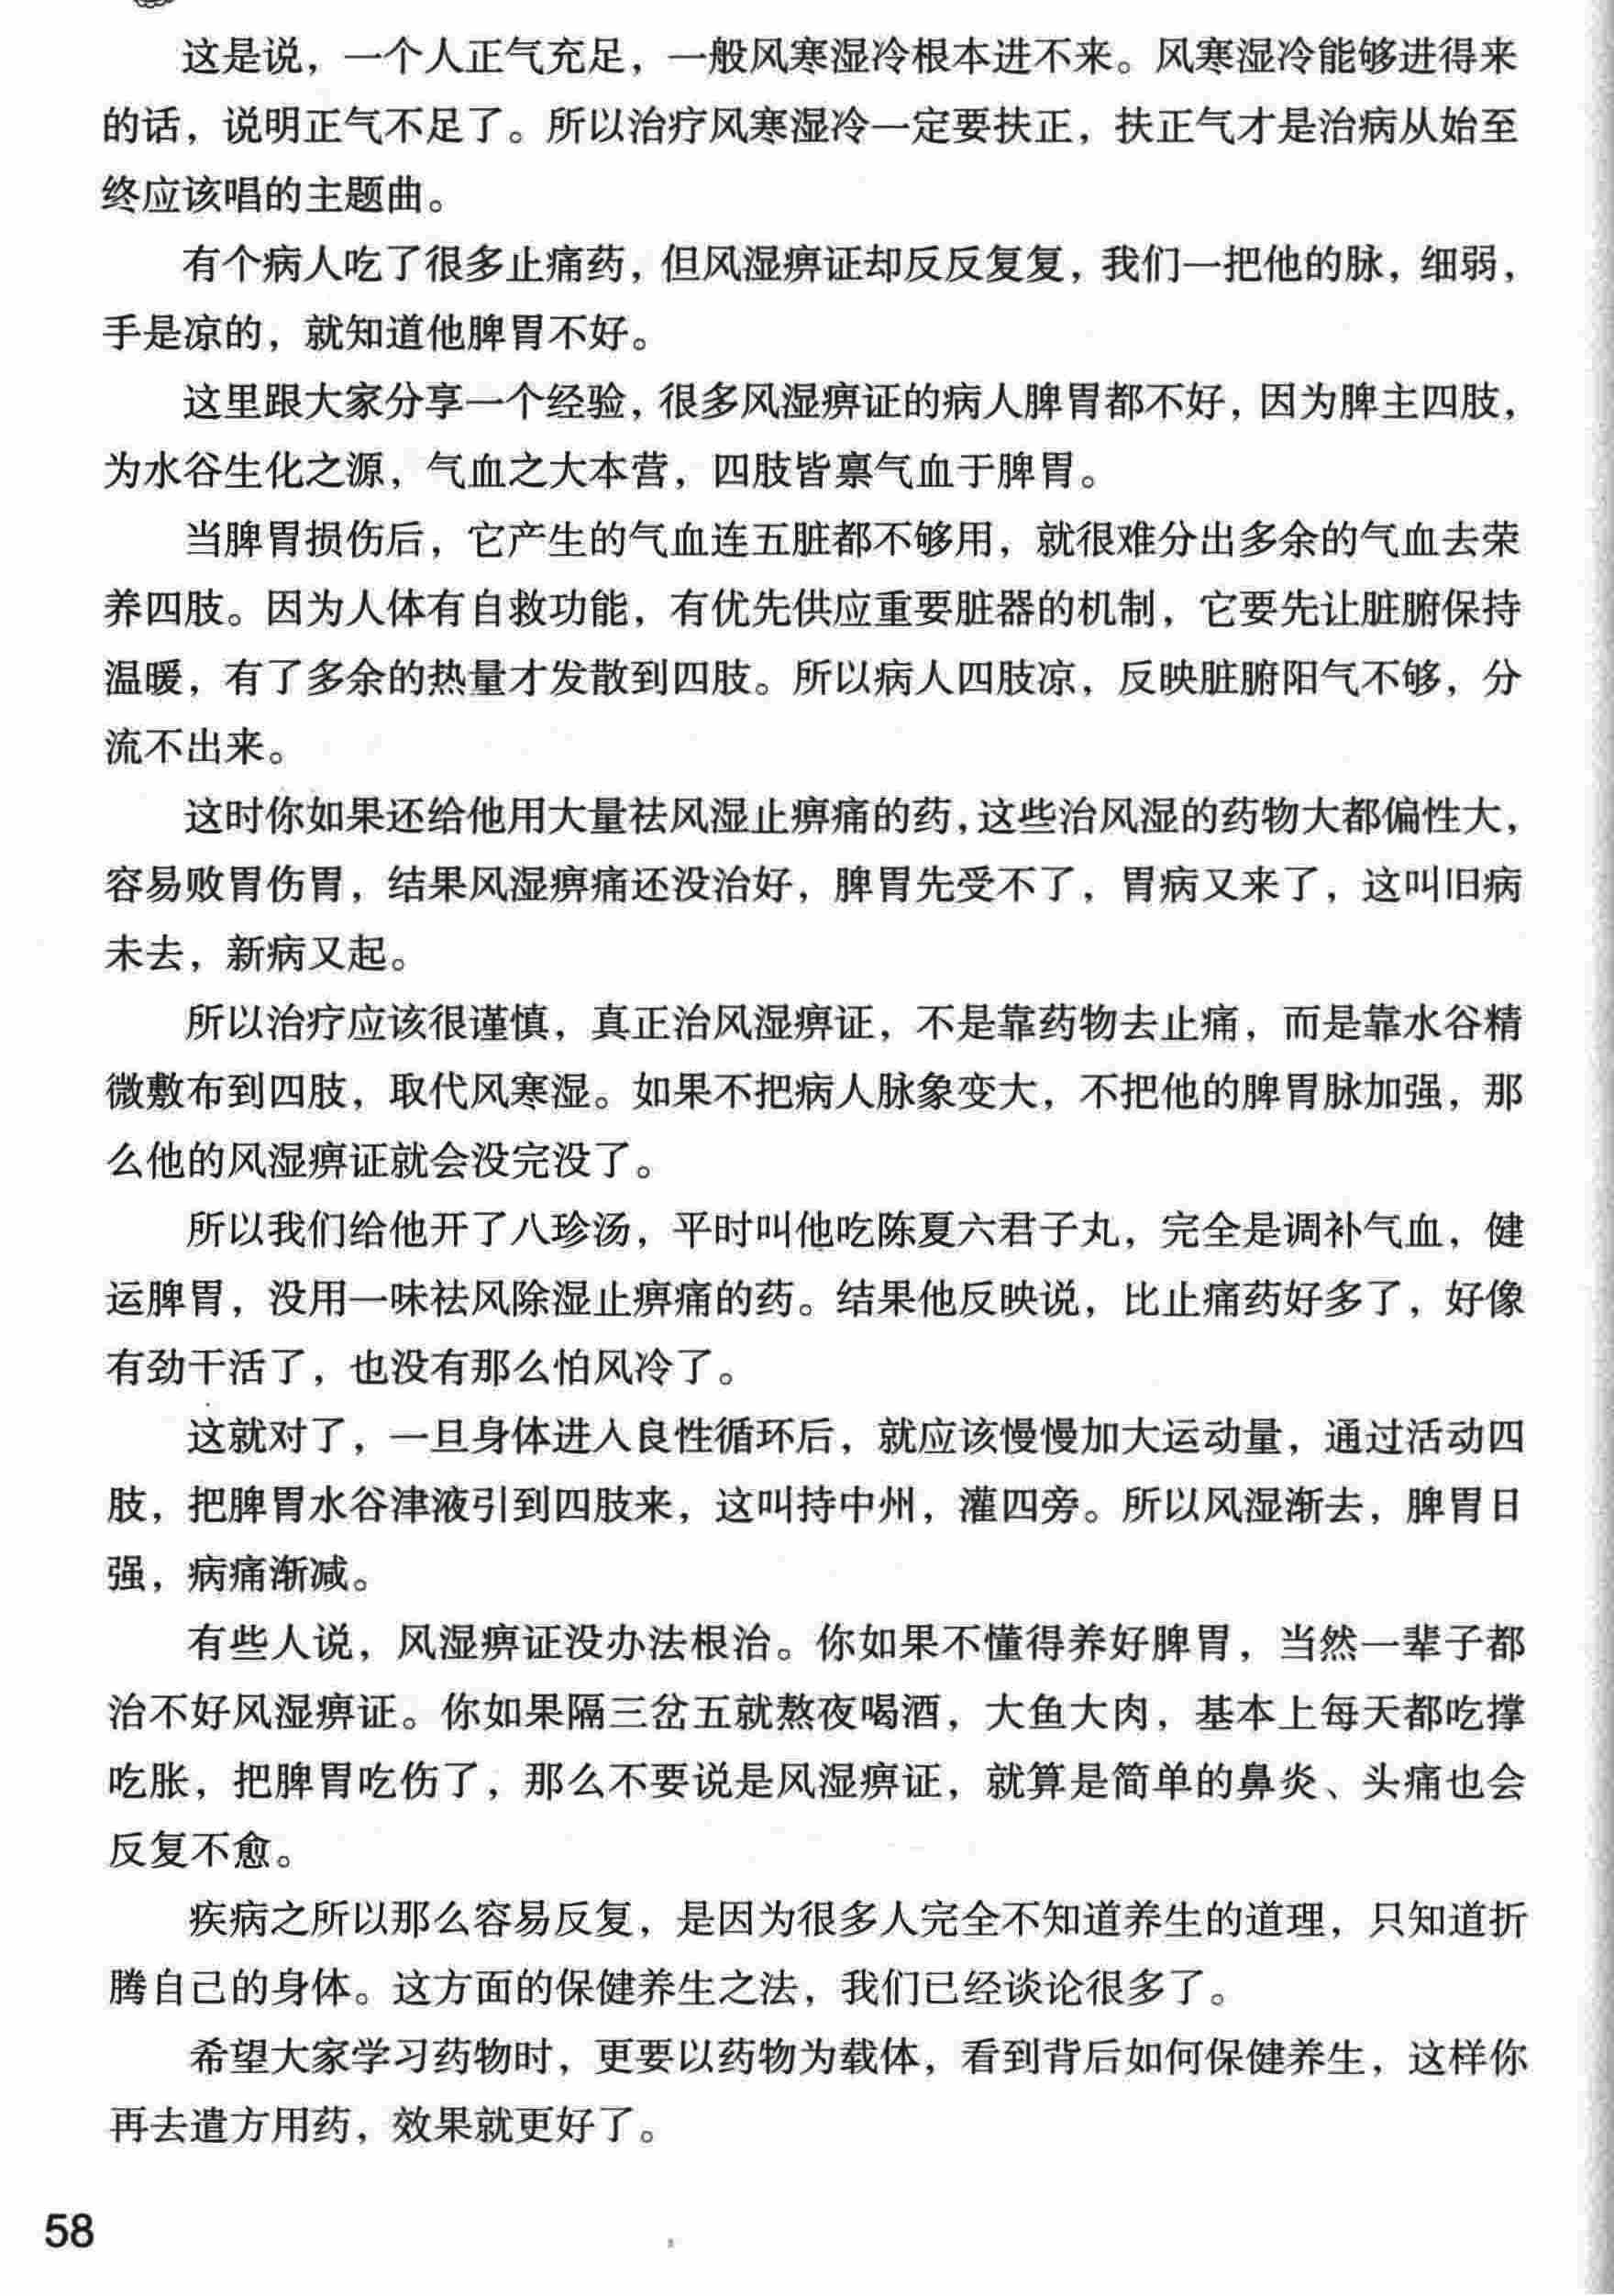 这是说，一个人正气充足，一般风寒湿冷根本进不来。风寒湿冷能够进得来
的话，说明正气不足了。所以治疗风寒湿冷一定要扶正，扶正气才是治病从始至
终应该唱的主题曲。
有个病人吃了很多止痛药，但风湿痹证却反反复复，我们一把他的脉，细弱，
手是凉的，就知道他脾胃不好。
这里跟大家分享一个经验，很多风湿痹证的病人脾胃都不好，因为脾主四肢，
为水谷生化之源，气血之大本营，四肢皆禀气血于脾胃。
当脾胃损伤后，它产生的气血连五脏都不够用，就很难分出多余的气血去荣
养四肢。因为人体有自救功能，有优先供应重要脏器的机制，它要先让脏腑保持
温暖，有了多余的热量才发散到四肢。所以病人四肢凉，反映脏腑阳气不够，分
流不出来。
这时你如果还给他用大量祛风湿止痹痛的药，这些治风湿的药物大都偏性大，
容易败胃伤胃，结果风湿痹痛还没治好，脾胃先受不了，胃病又来了，这叫旧病
未去，新病又起。
所以治疗应该很谨慎，真正治风湿痹证，不是靠药物去止痛，而是靠水谷精
微敷布到四肢，取代风寒湿。如果不把病人脉象变大，不把他的脾胃脉加强，那
么他的风湿痹证就会没完没了。
所以我们给他开了八珍汤，平时叫他吃陈夏六君子丸，完全是调补气血，健
运脾胃，没用一味祛风除湿止痹痛的药。结果他反映说，比止痛药好多了，好像
有劲干活了，也没有那么怕风冷了。
这就对了，一旦身体进入良性循环后，就应该慢慢加大运动量，通过活动四
肢，把脾胃水谷津液引到四肢来，这叫持中州，灌四旁。所以风湿渐去，脾胃日
强，病痛渐减。
有些人说，风湿痹证没办法根治。你如果不懂得养好脾胃，当然一辈子都
治不好风湿痹证。你如果隔三岔五就熬夜喝酒，大鱼大肉，基本上每天都吃撑
吃胀，把脾胃吃伤了，那么不要说是风湿痹证，就算是简单的鼻炎、头痛也会
反复不愈。
疾病之所以那么容易反复，是因为很多人完全不知道养生的道理，只知道折
腾自己的身体。这方面的保健养生之法，我们已经谈论很多了。
希望大家学习药物时，更要以药物为载体，看到背后如何保健养生，这样你
再去遣方用药，效果就更好了。
58